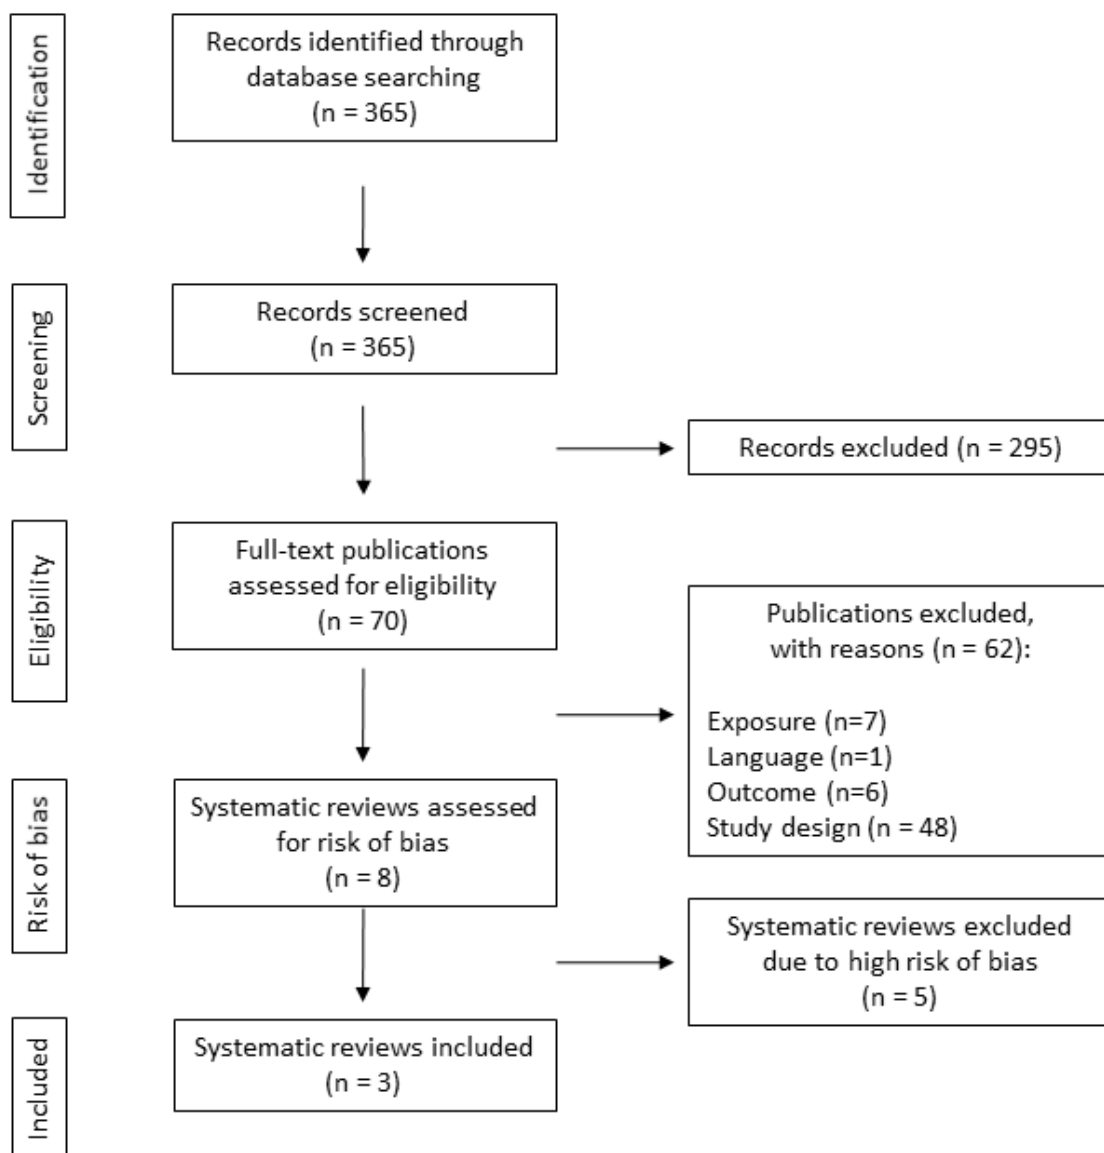 Identification
Records identified through
database searching
(n = 365)
Screening
Records screened
(n = 365)
Records excluded (n = 295)
Eligibility
Full-text publications
assessed for eligibility
(n = 70)
Publications excluded,
with reasons (n = 62):
Exposure (n=7)
Language (n=1)
Outcome (n=6)
Study design (n = 48)
Risk of bias
Systematic reviews assessed
for risk of bias
(n = 8)
Systematic reviews excluded
due to high risk of bias
(n = 5)
Included
Systematic reviews included
(n = 3)